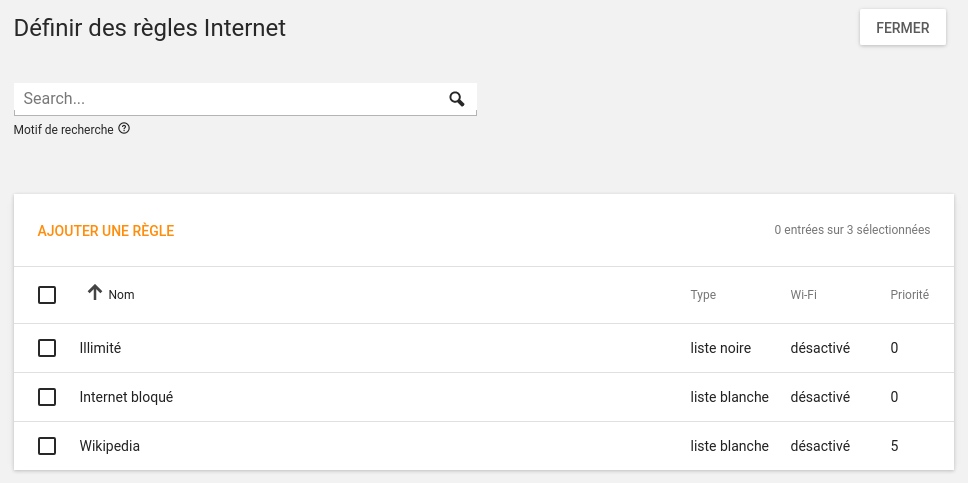 Définir des règles Internet
FERMER
Search...
Motif de recherche
AJOUTER UNE RÈGLE
0 entrées sur 3 sélectionnées
Nom Type Wi-Fi Priorité
Illimité liste noire désactivé 0
Internet bloqué liste blanche désactivé 0
Wikipedia liste blanche désactivé 5